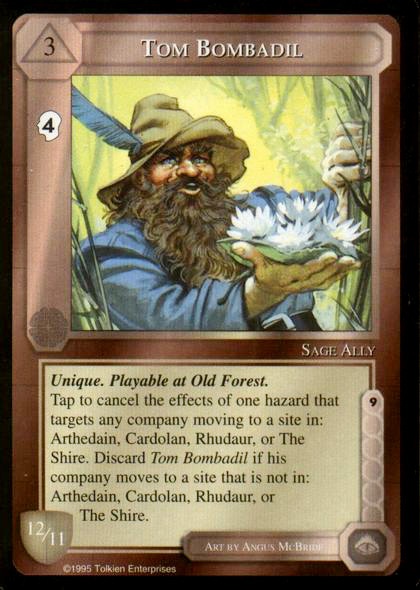 3
TOM BOMBADIL
4
SAGE ALLY
Unique. Playable at Old Forest.
Tap to cancel the effects of one hazard that
targets any company moving to a site in:
Arthedain, Cardolan, Rhudaur, or The
Shire. Discard Tom Bombadil if his
company moves to a site that is not in:
Arthedain, Cardolan, Rhudaur, or
The Shire.
9
12/11
ART BY ANGUS MCBRIDE
©1995 Tolkien Enterprises